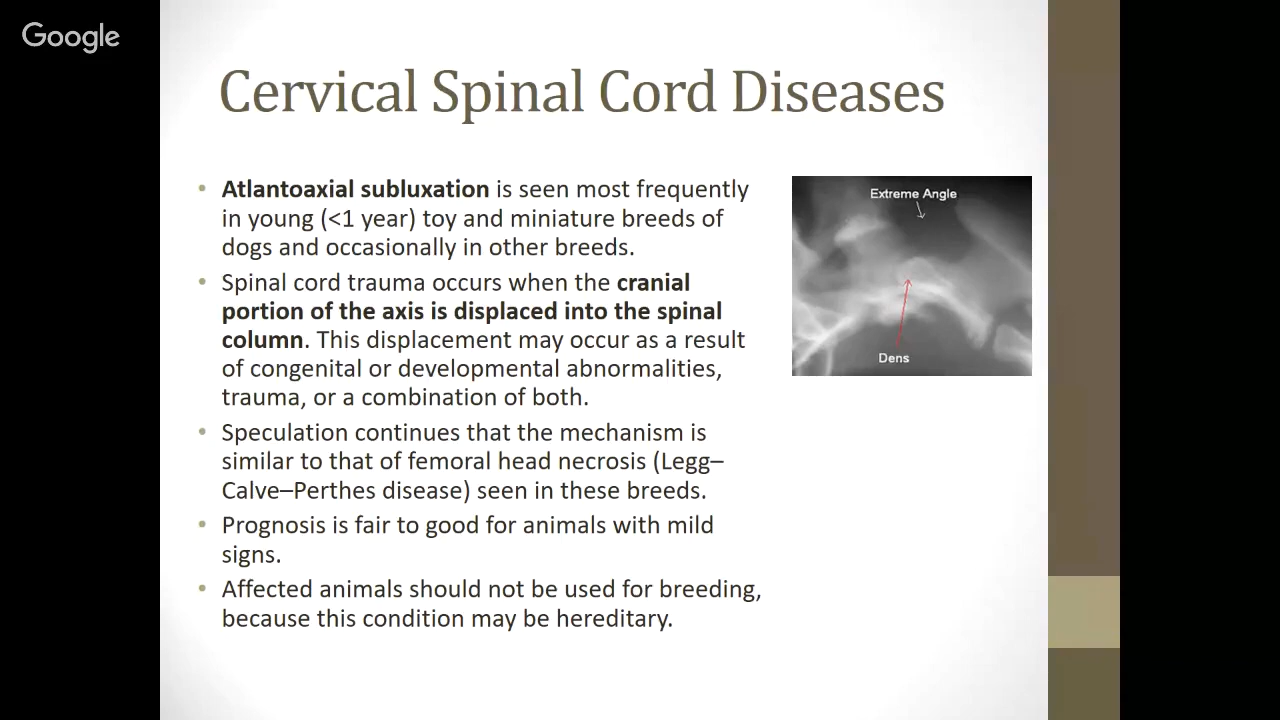 Google
Cervical Spinal Cord Diseases
• Atlantoaxial subluxation is seen most frequently
in young (<1 year) toy and miniature breeds of
dogs and occasionally in other breeds.
• Spinal cord trauma occurs when the cranial
portion of the axis is displaced into the spinal
column. This displacement may occur as a result
of congenital or developmental abnormalities,
trauma, or a combination of both.
• Speculation continues that the mechanism is
similar to that of femoral head necrosis (Legg–
Calve–Perthes disease) seen in these breeds.
• Prognosis is fair to good for animals with mild
signs.
• Affected animals should not be used for breeding,
because this condition may be hereditary.
Extreme Angle
Dens